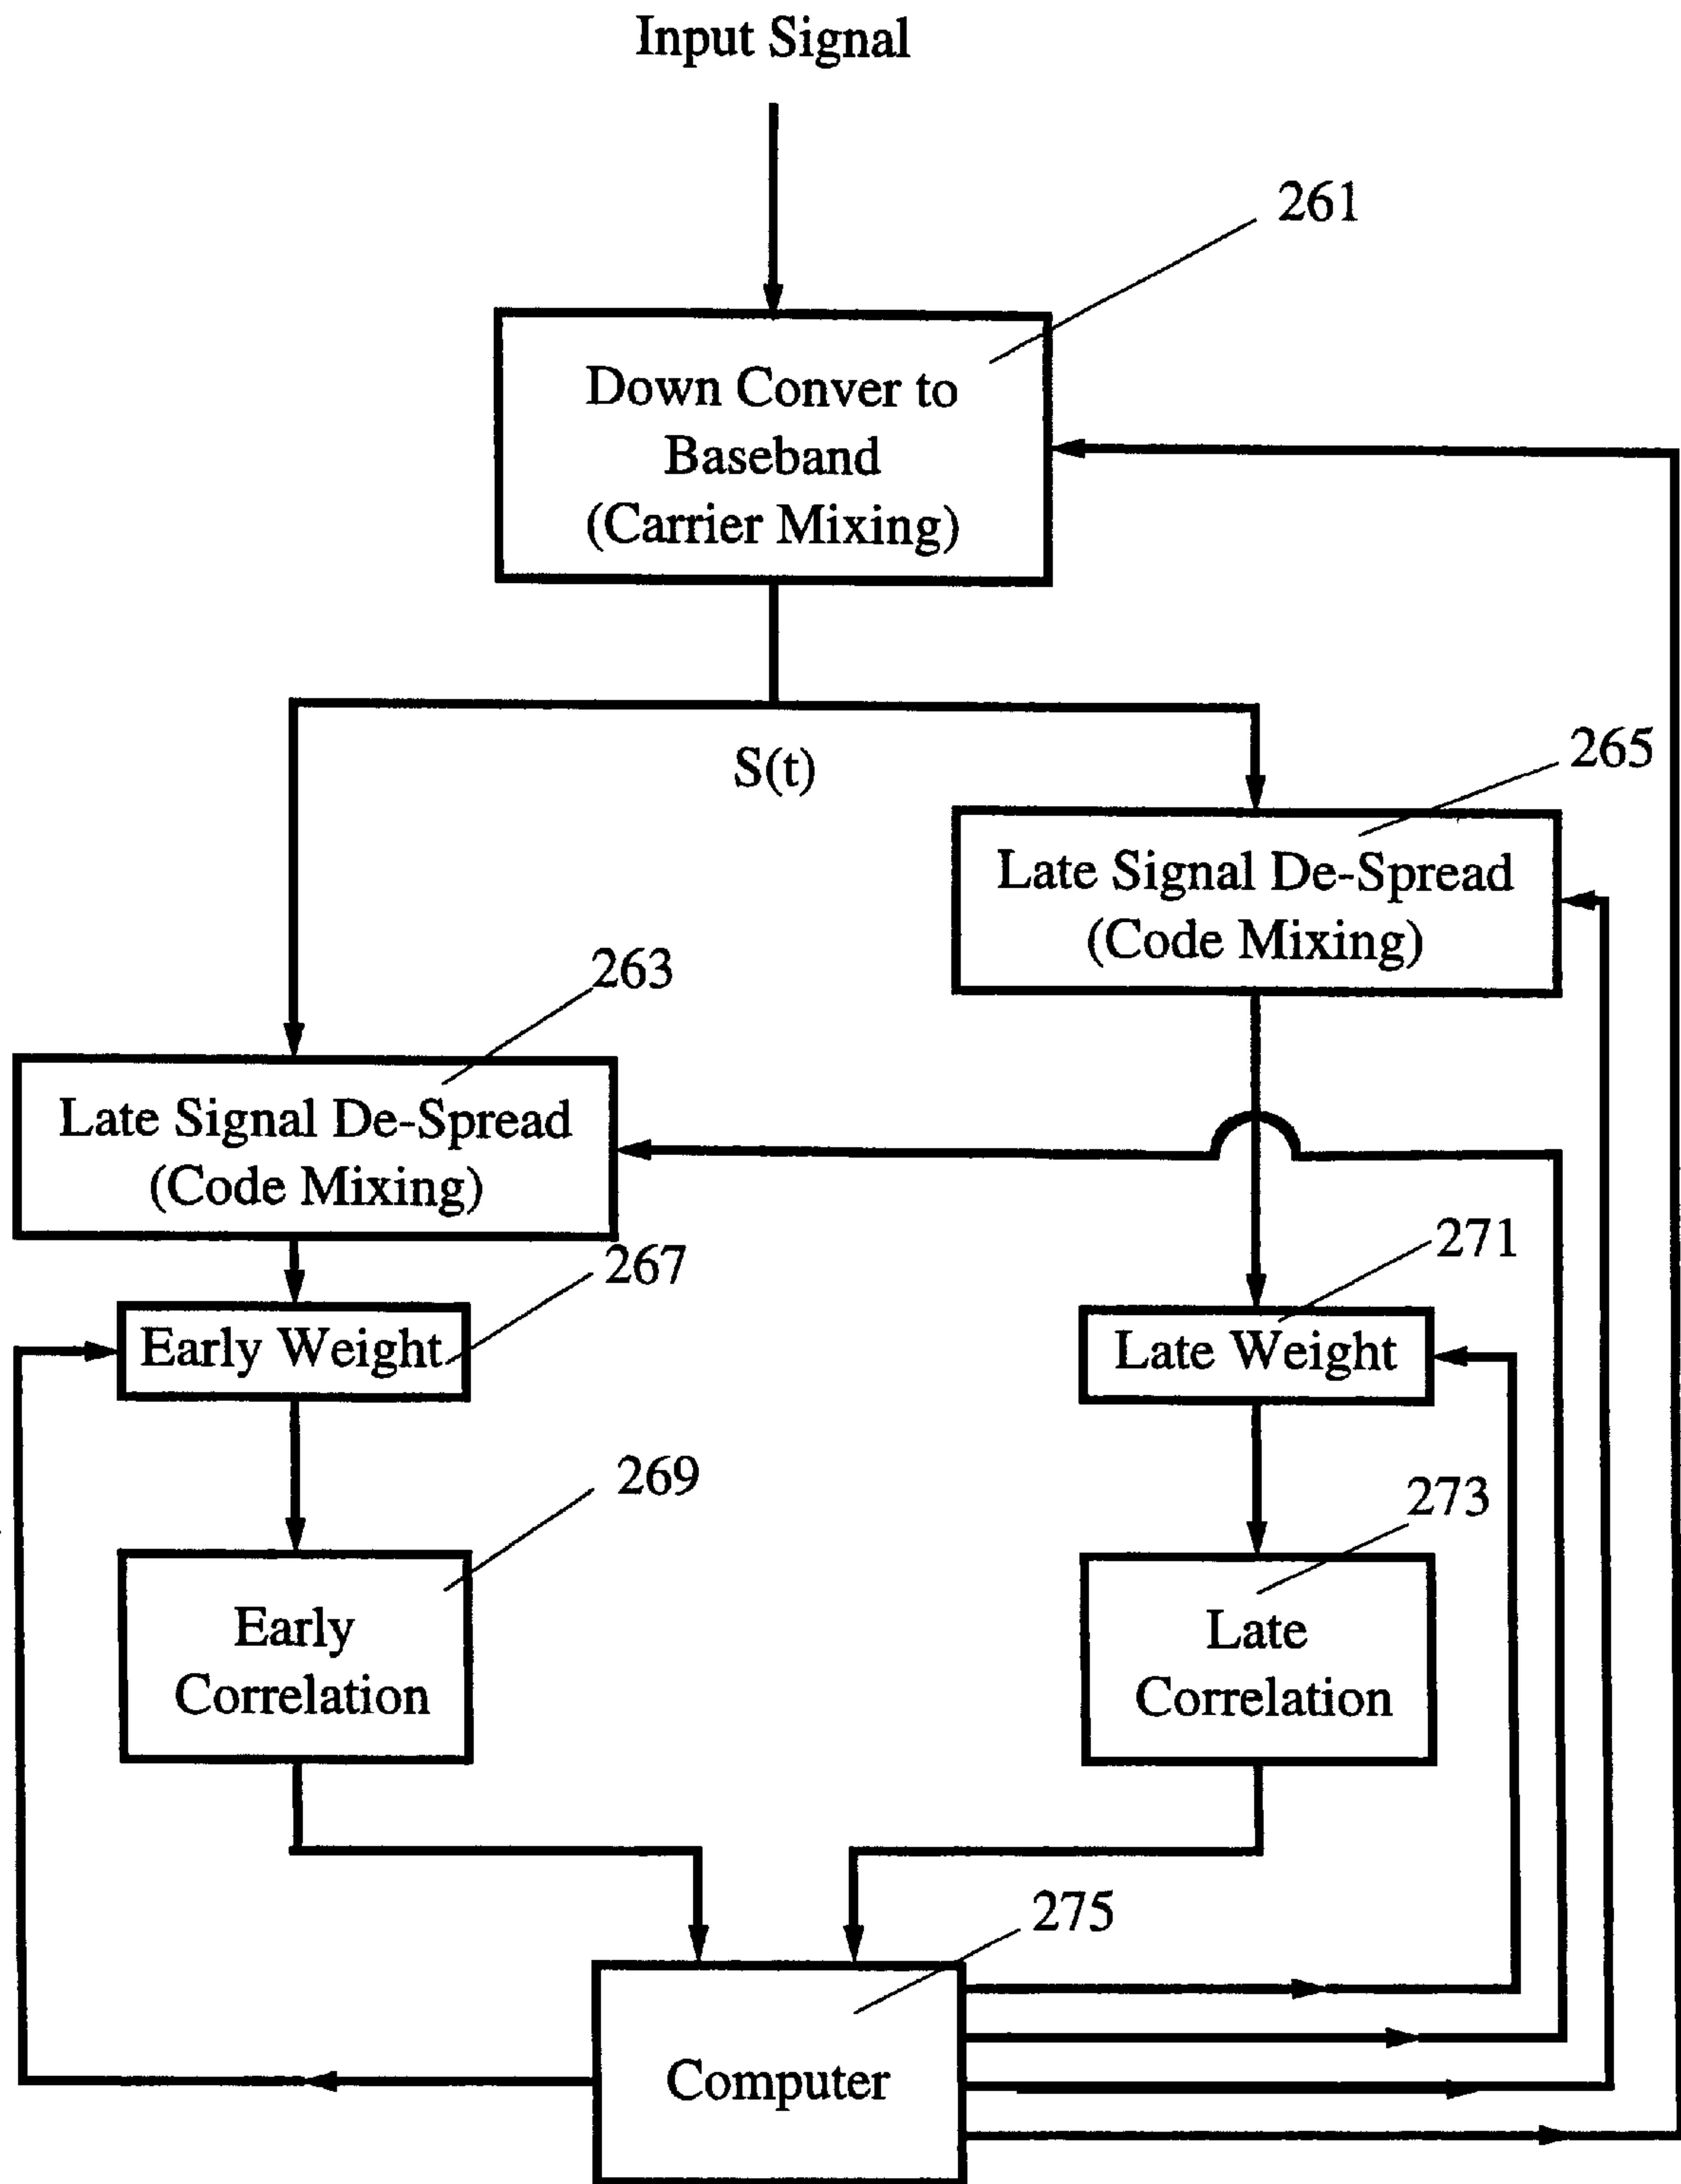 Input Signal
261
Down Conver to
Baseband
(Carrier Mixing)
S(t)
265
Late Signal De-Spread
(Code Mixing)
263
Late Signal De-Spread
(Code Mixing)
267
Early Weight
271
Late Weight
269
Early
Correlation
273
Late
Correlation
275
Computer